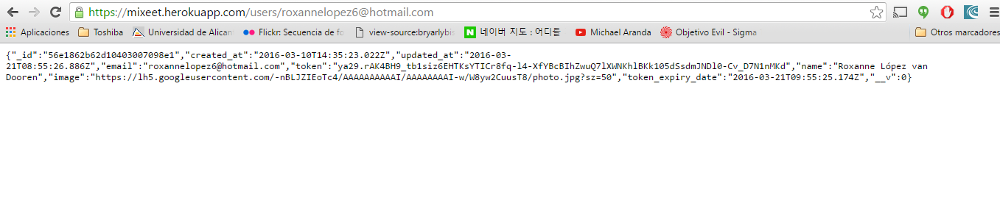 https://mixeet.herokuapp.com/users/roxannelopez6@hotmail.com
Aplicaciones Toshiba Universidad de Alican Flickr: Secuencia de fo view-source:bryarlybis 네이버 지도 : 어디를 Michael Aranda Objetivo Evil - Sigma Otros marcadores
{"_id":"56e1862b62d10403007098e1","created_at":"2016-03-10T14:35:23.022Z","updated_at":"2016-03-
21T08:55:26.886Z","email":"roxannelopez6@hotmail.com","token":"ya29.rAK4BH9_tb1siz6EHTKsYTICr8fq-l4-XfYBcBIhZwuQ7lXWNKhlBKk105dSsdmJNDl0-Cv_D7N1nMKd","name":"Roxanne López van
Dooren","image":"https://lh5.googleusercontent.com/-nBLJZIEoTc4/AAAAAAAAAAI/AAAAAAAAI-w/W8yw2CuusT8/photo.jpg?sz=50","token_expiry_date":"2016-03-21T09:55:25.174Z","__v":0}